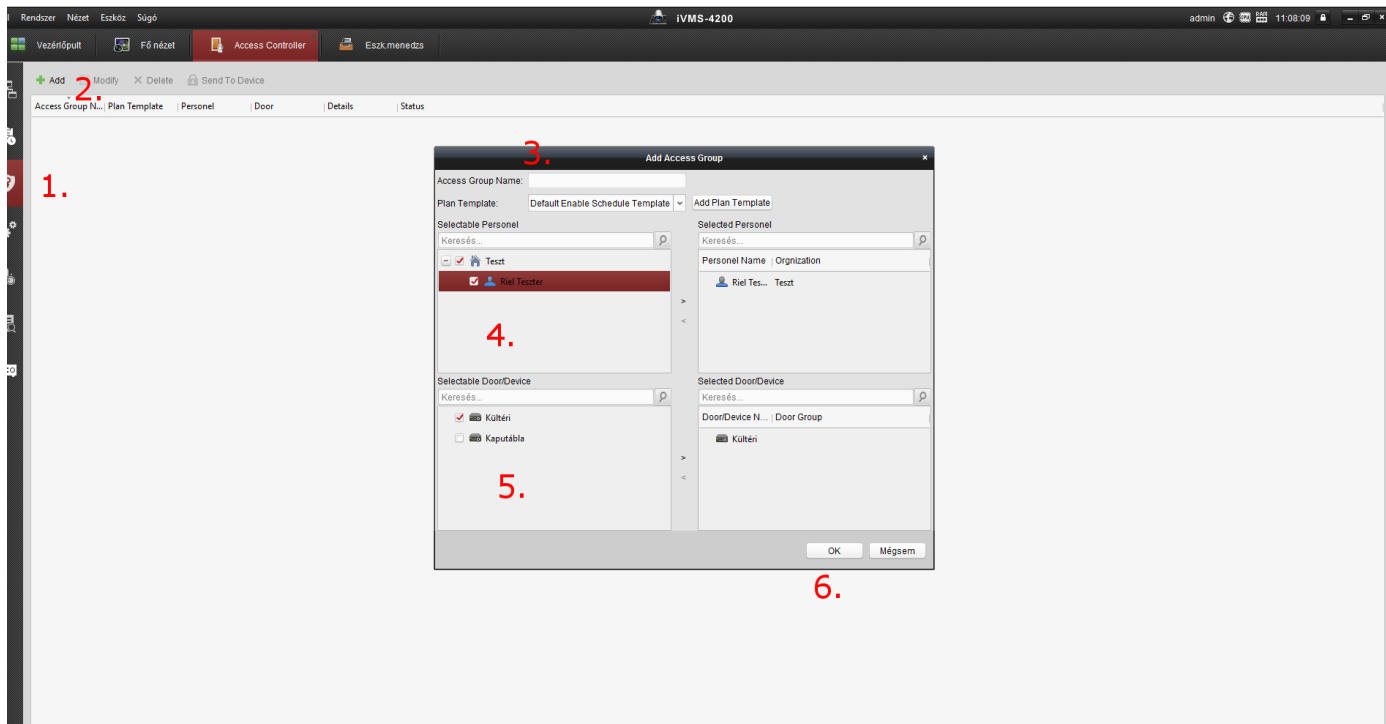 Rendszer Nézet Eszköz Súgó iVMS-4200 admin 11:08:09
Vezérlőpult Fő nézet Access Controller Eszk.menedzs
Add Modify Delete Send To Device
2.
Access Group N... Plan Template Personel Door Details Status
3.
Add Access Group
1.
Access Group Name:
Plan Template: Default Enable Schedule Template Add Plan Template
Selectable Personel Selected Personel
Keresés... Keresés...
Teszt Personel Name Orgnization
Riel Teszter Riel Tes... Teszt
>
<
4.
Selectable Door/Device Selected Door/Device
Keresés... Keresés...
Kültéri Door/Device N... Door Group
Kaputábla Kültéri
>
<
5.
OK Mégsem
6.